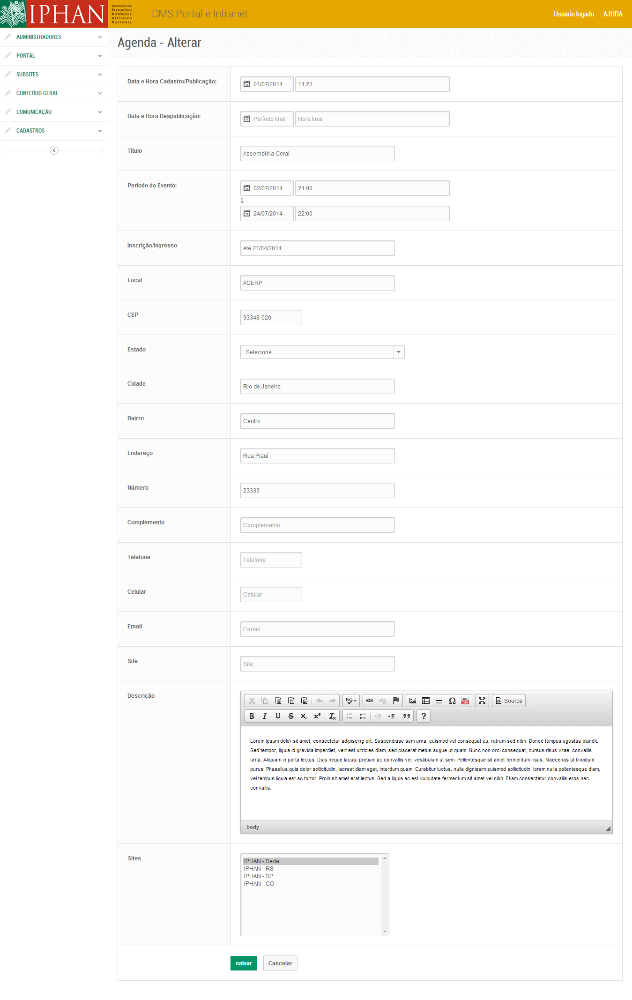 IPHAN
INSTITUTO DO
PATRIMÔNIO
HISTÓRICO E
ARTÍSTICO
NACIONAL
CMS Portal e Intranet
Usuário logado
AJUDA
ADMINISTRADORES
PORTAL
SUBSITES
CONTEÚDO GERAL
COMUNICAÇÃO
CADASTROS
Agenda - Alterar
Data e Hora Cadastro/Publicação:
17 01/07/2014 11:23
Data e Hora Despublicação:
17 Período final Hora final
Título
Assembléia Geral
Periodo do Evento:
17 02/07/2014 21:00
à
17 24/07/2014 22:00
Inscrição/ingresso
Até 21/04/2014
Local
ACERP
CEP
93348-020
Estado
Selecione
Cidade
Rio de Janeiro
Bairro
Centro
Endereço
Rua Piauí
Número
23333
Complemento
Complemento
Telefone
Telefone
Celular
Celular
Email
E-mail
Site
Site
Descrição
ABC Ω You Tube Source
B I U S x₂ x² Tx ?
Lorem ipsum dolor sit amet, consectetur adipiscing elit. Suspendisse sem urna, euismod vel consequat eu, rutrum sed nibh. Donec tempus egestas blandit.
Sed tempor, ligula id gravida imperdiet, velit est ultricies diam, sed placerat metus augue ut quam. Nunc non orci consequat, cursus risus vitae, convallis
urna. Aliquam in porta lectus. Duis neque lacus, pretium ac convallis vel, vestibulum ut sem. Pellentesque sit amet fermentum risus. Maecenas ut tincidunt
purus. Phasellus quis dolor sollicitudin, laoreet diam eget, interdum quam. Curabitur luctus, nulla dignissim euismod sollicitudin, lorem nulla pellentesque diam,
vel tempus ligula est ac tortor. Proin sit amet erat lectus. Sed a ligula ac est vulputate fermentum sit amet vel nibh. Etiam consectetur convallis eros nec
convallis.
body
Sites
IPHAN - Sede
IPHAN - RS
IPHAN - SP
IPHAN - GO
salvar
Cancelar